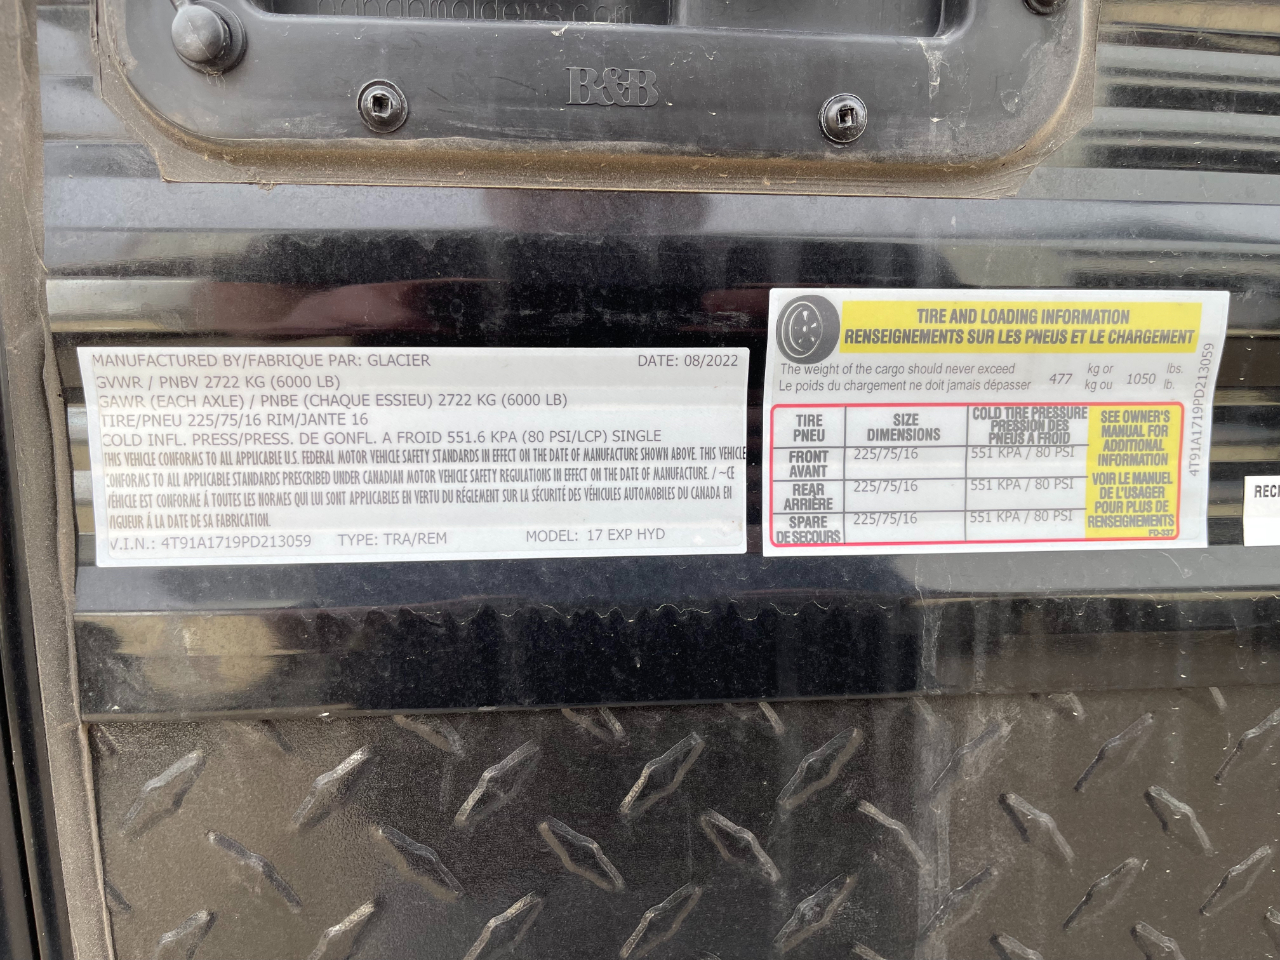 B&B
MANUFACTURED BY/FABRIQUE PAR: GLACIER DATE: 08/2022
GVWR / PNBV 2722 KG (6000 LB)
GAWR (EACH AXLE) / PNBE (CHAQUE ESSIEU) 2722 KG (6000 LB)
TIRE/PNEU 225/75/16 RIM/JANTE 16
COLD INFL. PRESS/PRESS. DE GONFL. A FROID 551.6 KPA (80 PSI/LCP) SINGLE
THIS VEHICLE CONFORMS TO ALL APPLICABLE U.S. FEDERAL MOTOR VEHICLE SAFETY STANDARDS IN EFFECT ON THE DATE OF MANUFACTURE SHOWN ABOVE. THIS VEHICLE
CONFORMS TO ALL APPLICABLE STANDARDS PRESCRIBED UNDER CANADIAN MOTOR VEHICLE SAFETY REGULATIONS IN EFFECT ON THE DATE OF MANUFACTURE. / ~CE
VÉHICLE EST CONFORME Á TOUTES LES NORMES QUI LUI SONT APPLICABLES EN VERTU DU RÉGLEMENT SUR LA SÉCURITÉ DES VÉHICULES AUTOMOBILES DU CANADA EN
VIGUEUR Á LA DATE DE SA FABRICATION.
V.I.N.: 4T91A1719PD213059 TYPE: TRA/REM MODEL: 17 EXP HYD
TIRE AND LOADING INFORMATION
RENSEIGNEMENTS SUR LES PNEUS ET LE CHARGEMENT
The weight of the cargo should never exceed 477 kg or 1050 lbs.
Le poids du chargement ne doit jamais dépasser kg ou lb.
TIRE SIZE COLD TIRE PRESSURE
PNEU DIMENSIONS PRESSION DES
PNEUS A FROID
FRONT 225/75/16 551 KPA / 80 PSI
AVANT
REAR 225/75/16 551 KPA / 80 PSI
ARRIÈRE
SPARE 225/75/16 551 KPA / 80 PSI
DE SECOURS
SEE OWNER'S
MANUAL FOR
ADDITIONAL
INFORMATION
VOIR LE MANUEL
DE L'USAGER
POUR PLUS DE
RENSEIGNEMENTS
FD-337
4T91A1719PD213059